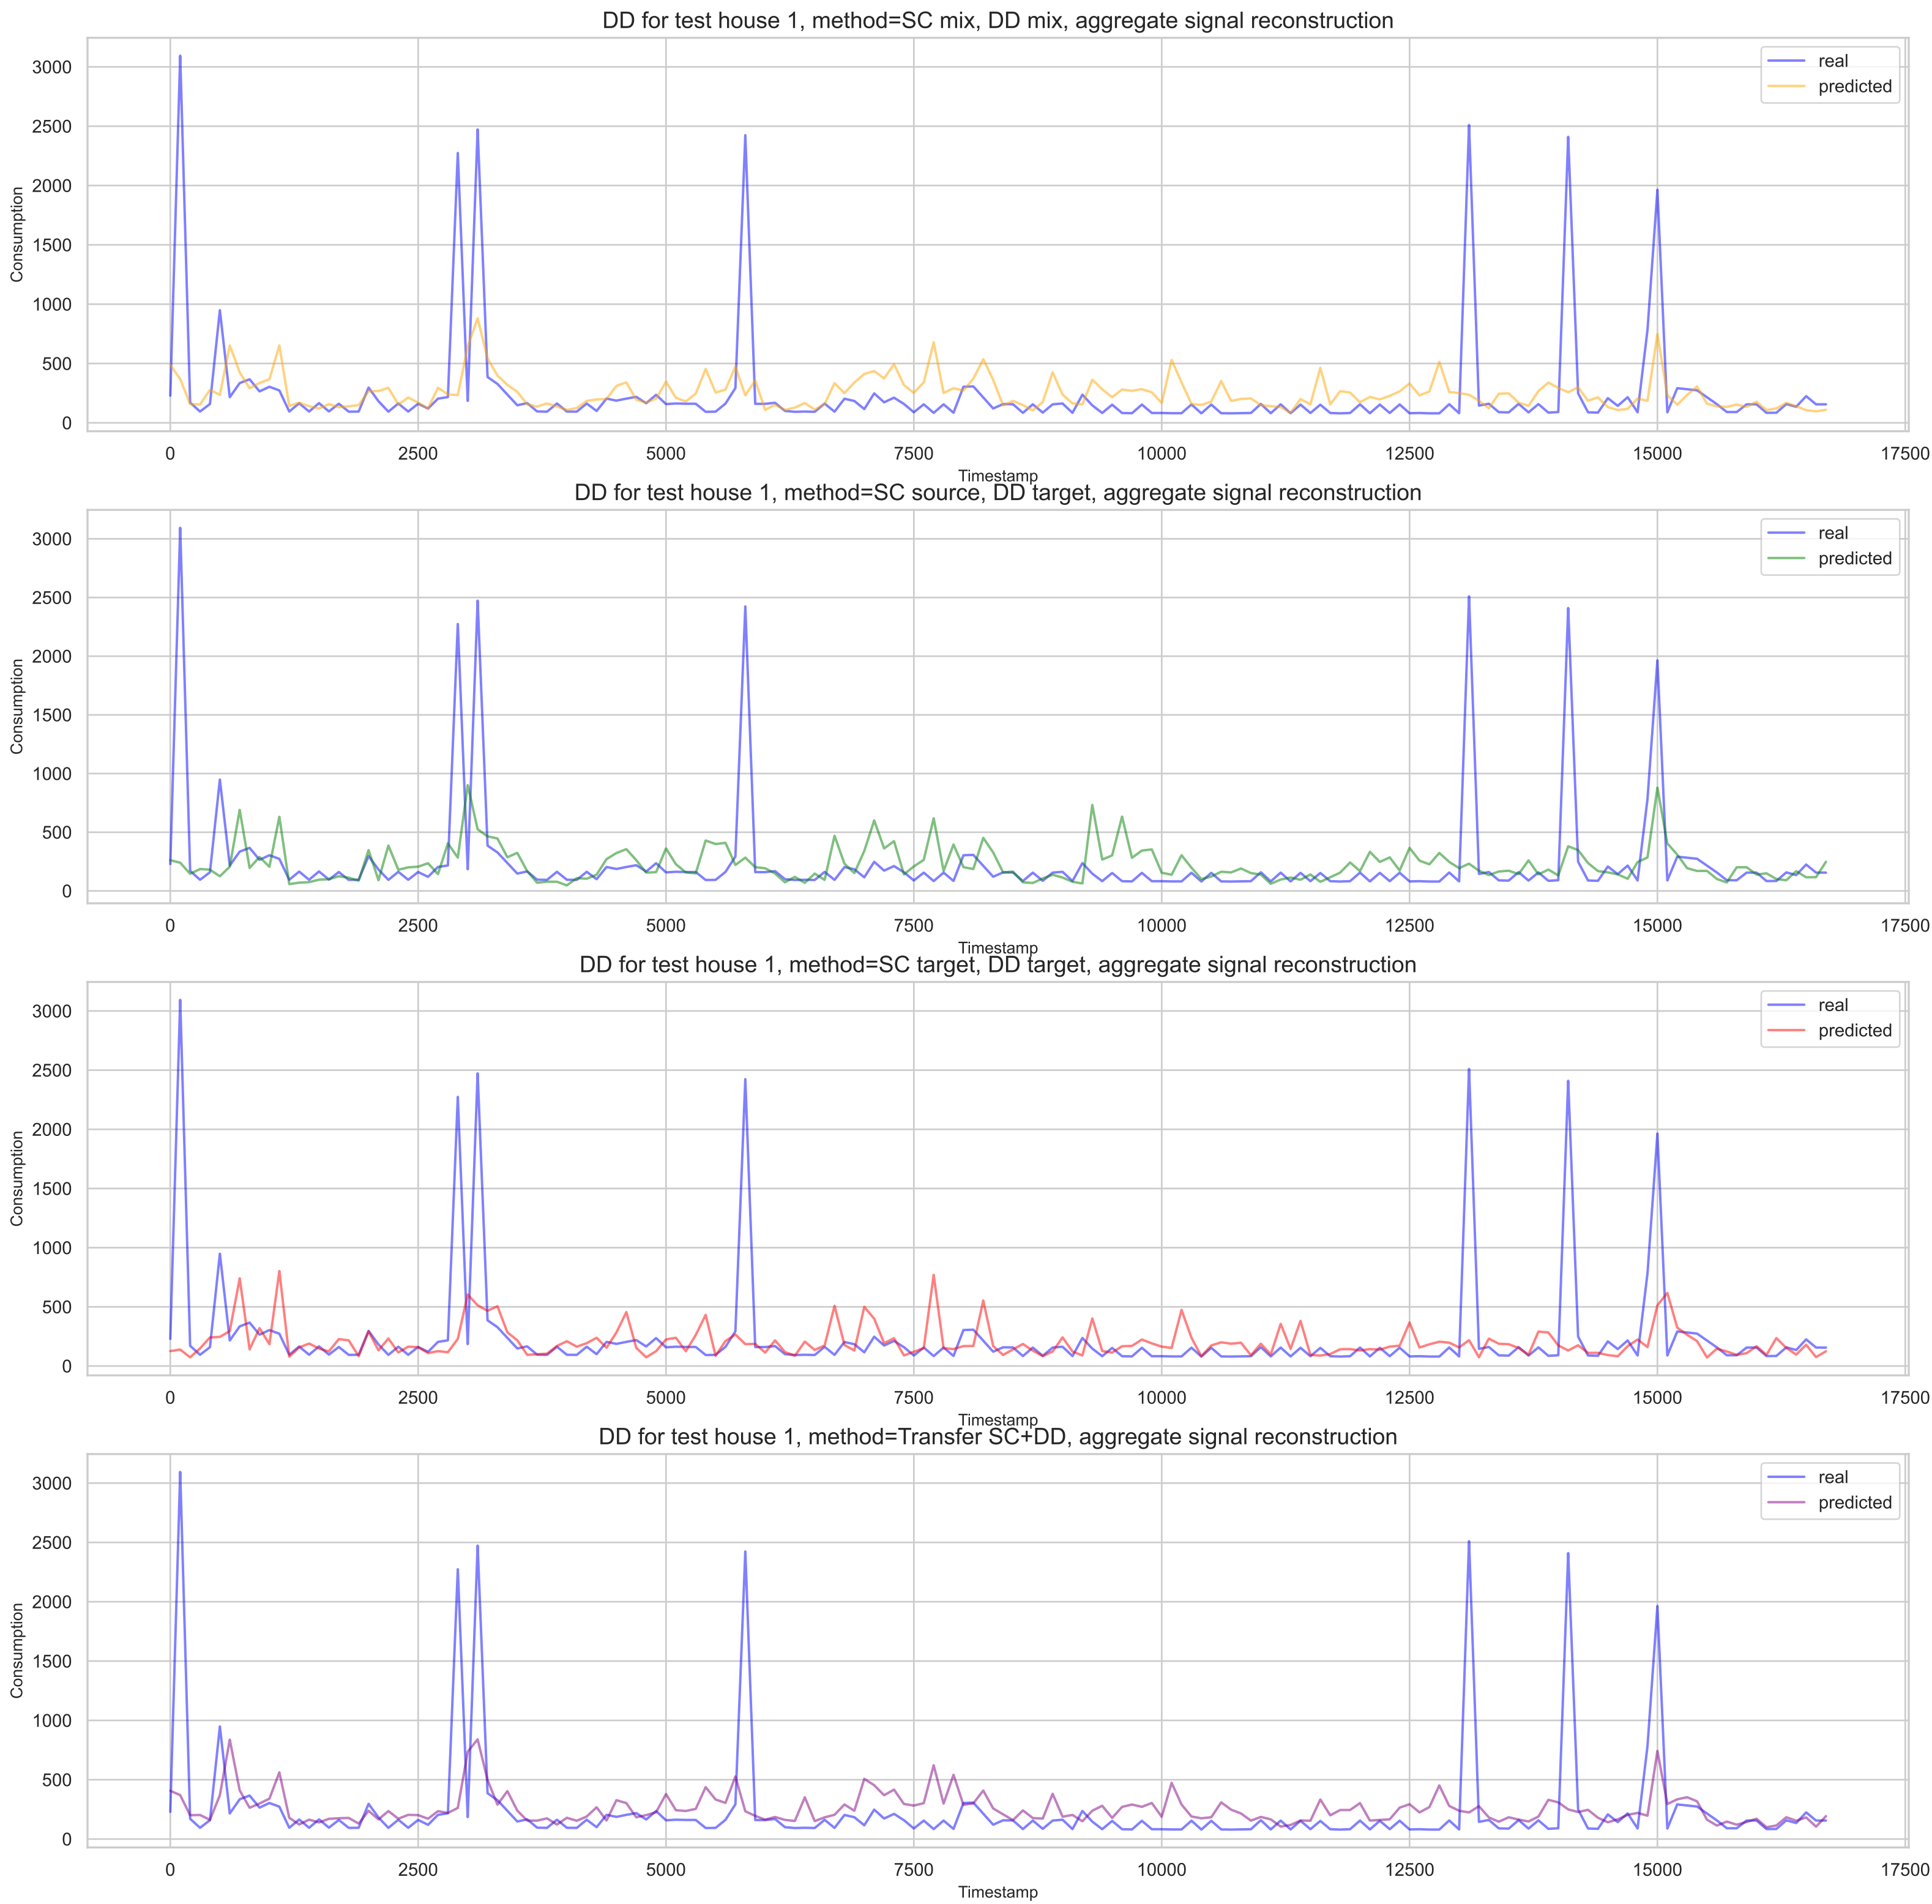 DD for test house 1, method=SC mix, DD mix, aggregate signal reconstruction
real
predicted
3000
2500
2000
1500
1000
500
0
Consumption
0 2500 5000 7500 10000 12500 15000 17500
Timestamp
DD for test house 1, method=SC source, DD target, aggregate signal reconstruction
real
predicted
3000
2500
2000
1500
1000
500
0
Consumption
0 2500 5000 7500 10000 12500 15000 17500
Timestamp
DD for test house 1, method=SC target, DD target, aggregate signal reconstruction
real
predicted
3000
2500
2000
1500
1000
500
0
Consumption
0 2500 5000 7500 10000 12500 15000 17500
Timestamp
DD for test house 1, method=Transfer SC+DD, aggregate signal reconstruction
real
predicted
3000
2500
2000
1500
1000
500
0
Consumption
0 2500 5000 7500 10000 12500 15000 17500
Timestamp